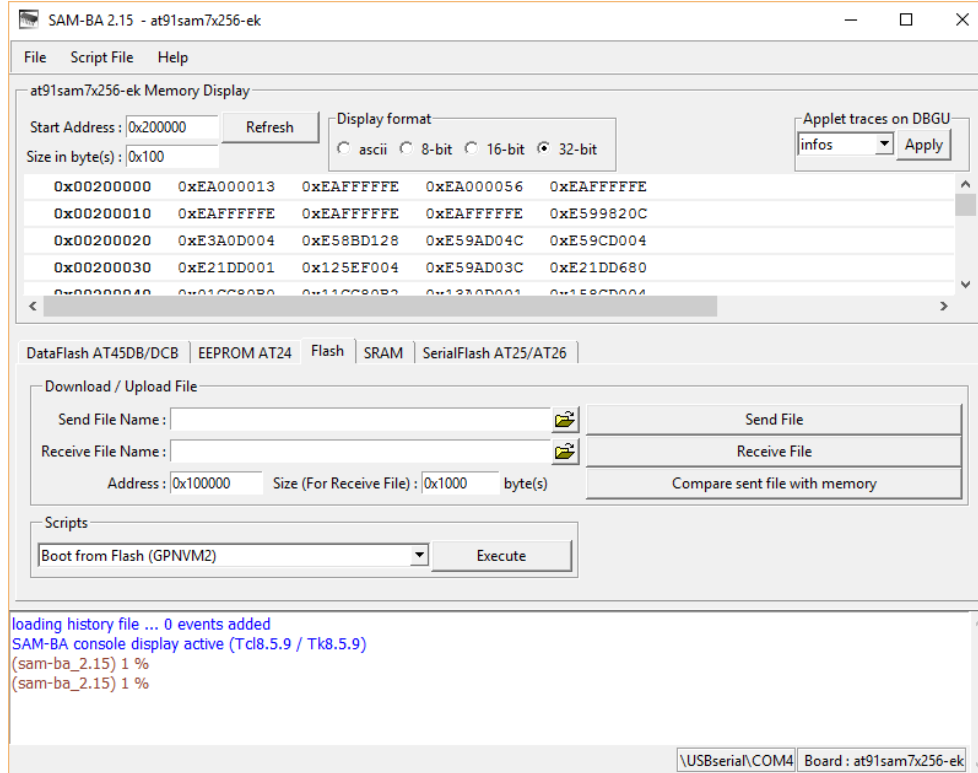 SAM-BA 2.15 - at91sam7x256-ek
File Script File Help
at91sam7x256-ek Memory Display
Start Address : 0x200000 Refresh
Size in byte(s) : 0x100
Display format
ascii 8-bit 16-bit 32-bit
Applet traces on DBGU
infos Apply
0x00200000 0xEA000013 0xEAFFFFFE 0xEA000056 0xEAFFFFFE
0x00200010 0xEAFFFFFE 0xEAFFFFFE 0xEAFFFFFE 0xE599820C
0x00200020 0xE3A0D004 0xE58BD128 0xE59AD04C 0xE59CD004
0x00200030 0xE21DD001 0x125EF004 0xE59AD03C 0xE21DD680
DataFlash AT45DB/DCB EEPROM AT24 Flash SRAM SerialFlash AT25/AT26
Download / Upload File
Send File Name : Send File
Receive File Name : Receive File
Address : 0x100000 Size (For Receive File) : 0x1000 byte(s) Compare sent file with memory
Scripts
Boot from Flash (GPNVM2) Execute
loading history file ... 0 events added
SAM-BA console display active (Tcl8.5.9 / Tk8.5.9)
(sam-ba_2.15) 1 %
(sam-ba_2.15) 1 %
\USBserial\COM4 Board : at91sam7x256-ek